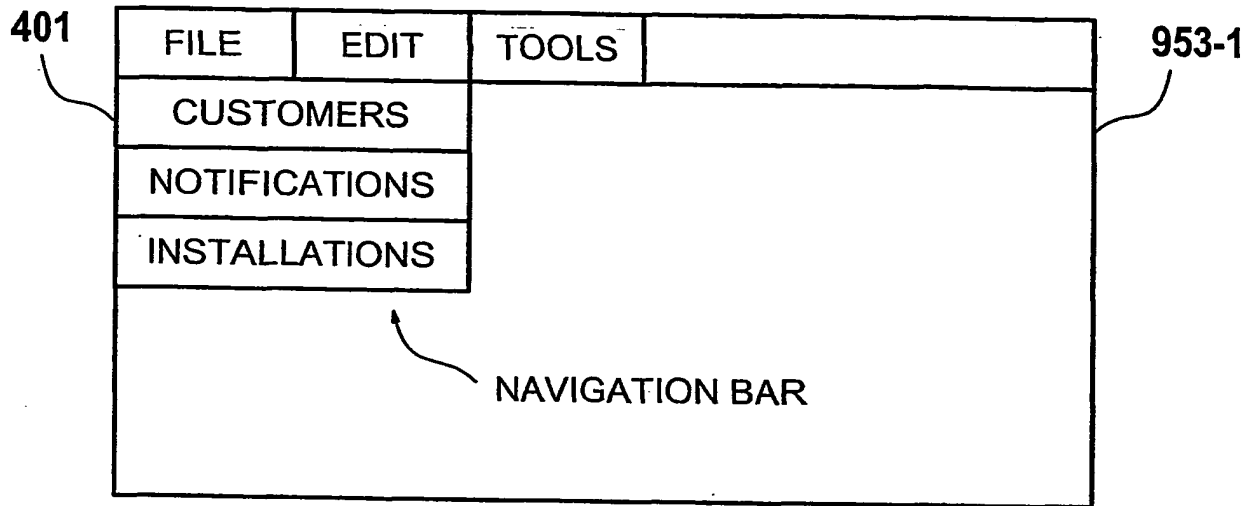 401 FILE EDIT TOOLS 953-1
CUSTOMERS
NOTIFICATIONS
INSTALLATIONS
NAVIGATION BAR